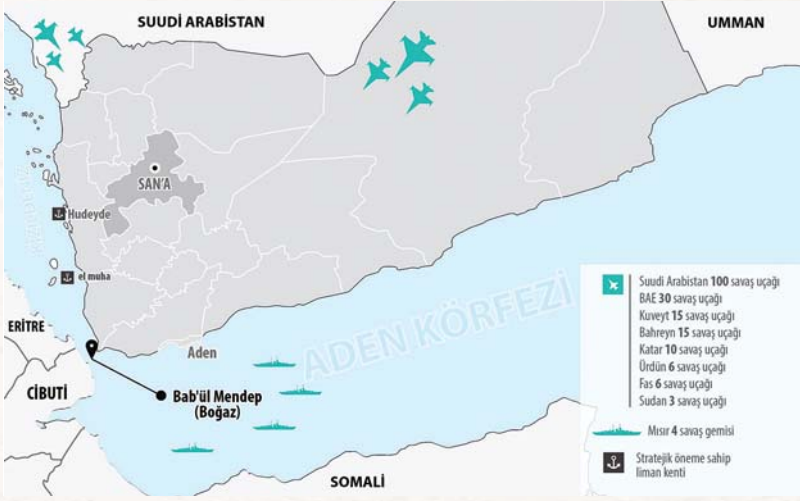 SUUDİ ARABİSTAN
UMMAN
SAN'A
Hudeyde
el muha
ERİTRE
Aden
ADEN KÖRFEZİ
CİBUTİ
Bab'ül Mendep
(Boğaz)
SOMALİ
Suudi Arabistan 100 savaş uçağı
BAE 30 savaş uçağı
Kuveyt 15 savaş uçağı
Bahreyn 15 savaş uçağı
Katar 10 savaş uçağı
Ürdün 6 savaş uçağı
Fas 6 savaş uçağı
Sudan 3 savaş uçağı
Mısır 4 savaş gemisi
Stratejik öneme sahip
liman kenti